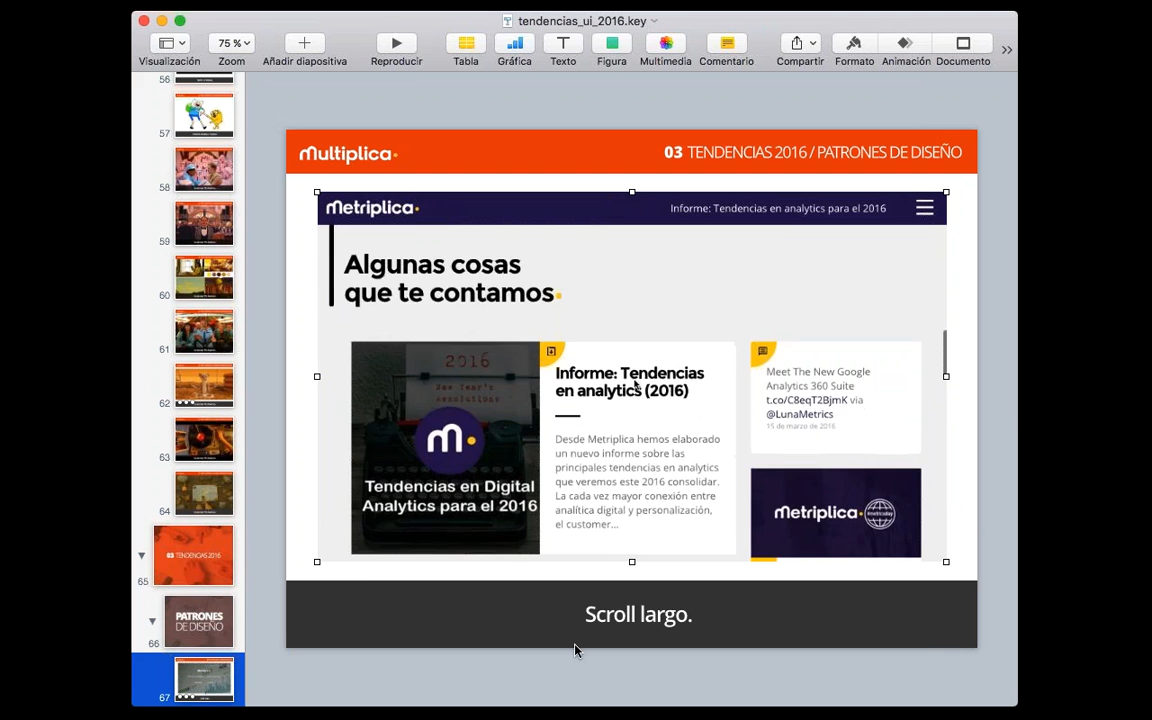 tendencias_ui_2016.key
75 %
Visualización
Zoom
Añadir diapositiva
Reproducir
Tabla
Gráfica
Texto
Figura
Multimedia
Comentario
Compartir
Formato
Animación
Documento
56
57
58
59
60
61
62
63
64
03 TENDENCIAS 2016
65
PATRONES
DE DISEÑO
66
67
multiplica
03 TENDENCIAS 2016 / PATRONES DE DISEÑO
metriplica
Informe: Tendencias en analytics para el 2016
Algunas cosas
que te contamos.
2016
New Year's
resolutions
m.
Tendencias en Digital
Analytics para el 2016
Informe: Tendencias
en analytics (2016)
Desde Metriplica hemos elaborado
un nuevo informe sobre las
principales tendencias en analytics
que veremos este 2016 consolidar.
La cada vez mayor conexión entre
analítica digital y personalización,
el customer...
Meet The New Google
Analytics 360 Suite
t.co/C8eqT2BjmK via
@LunaMetrics
15 de marzo de 2016
metriplica
Scroll largo.